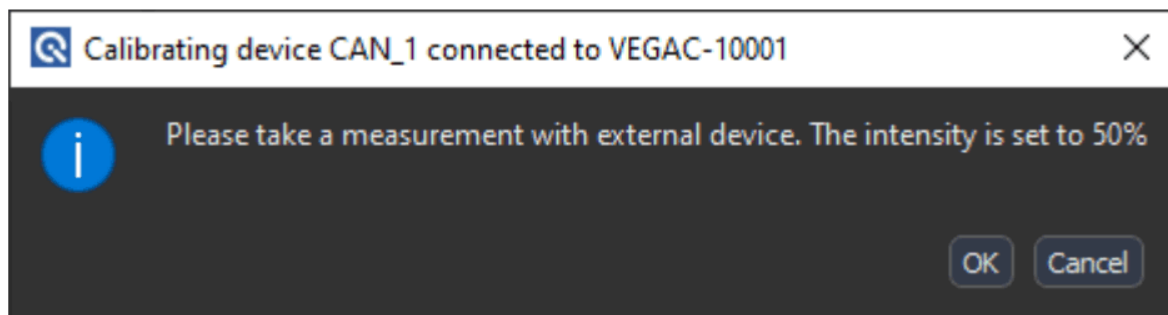 Calibrating device CAN_1 connected to VEGAC-10001
Please take a measurement with external device. The intensity is set to 50%
OK Cancel